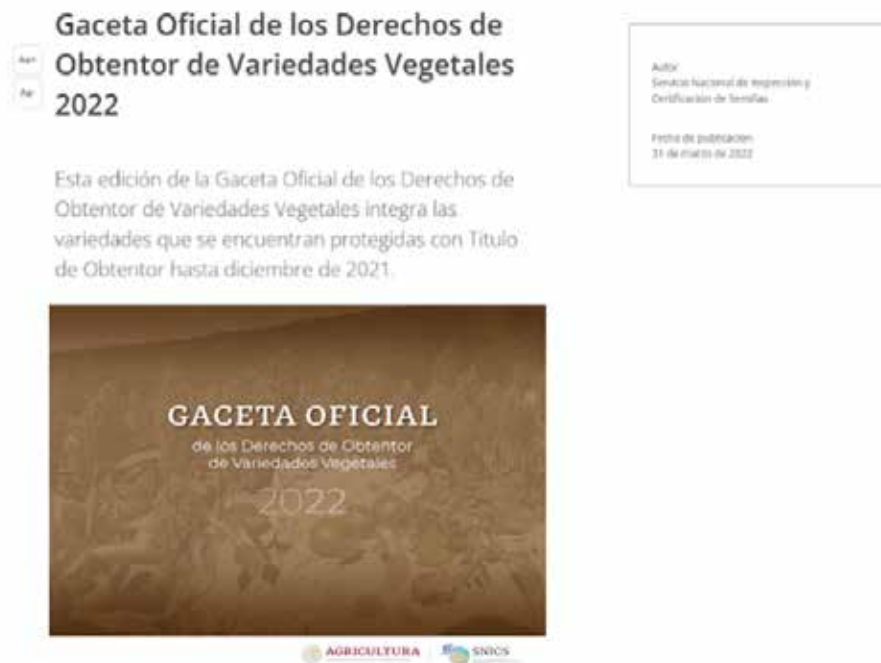 Gaceta Oficial de los Derechos de
Obtentor de Variedades Vegetales
2022
Esta edición de la Gaceta Oficial de los Derechos de
Obtentor de Variedades Vegetales integra las
variedades que se encuentran protegidas con Título
de Obtentor hasta diciembre de 2021.
Autor
Servicio Nacional de Inspección y
Certificación de Semillas
Fecha de publicación
31 de marzo de 2022
GACETA OFICIAL
de los Derechos de Obtentor
de Variedades Vegetales
2022
AGRICULTURA
SNICS